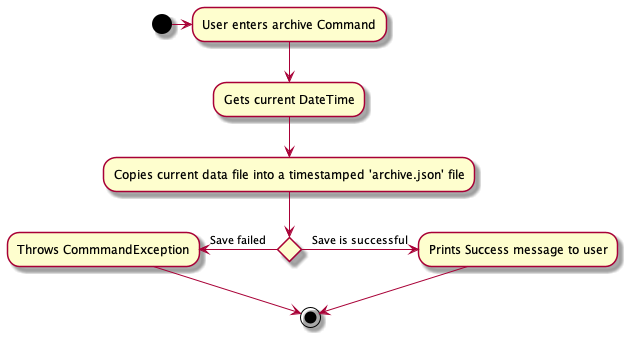 User enters archive Command
Gets current DateTime
Copies current data file into a timestamped 'archive.json' file
Save failed
Save is successful
Throws CommmandException
Prints Success message to user